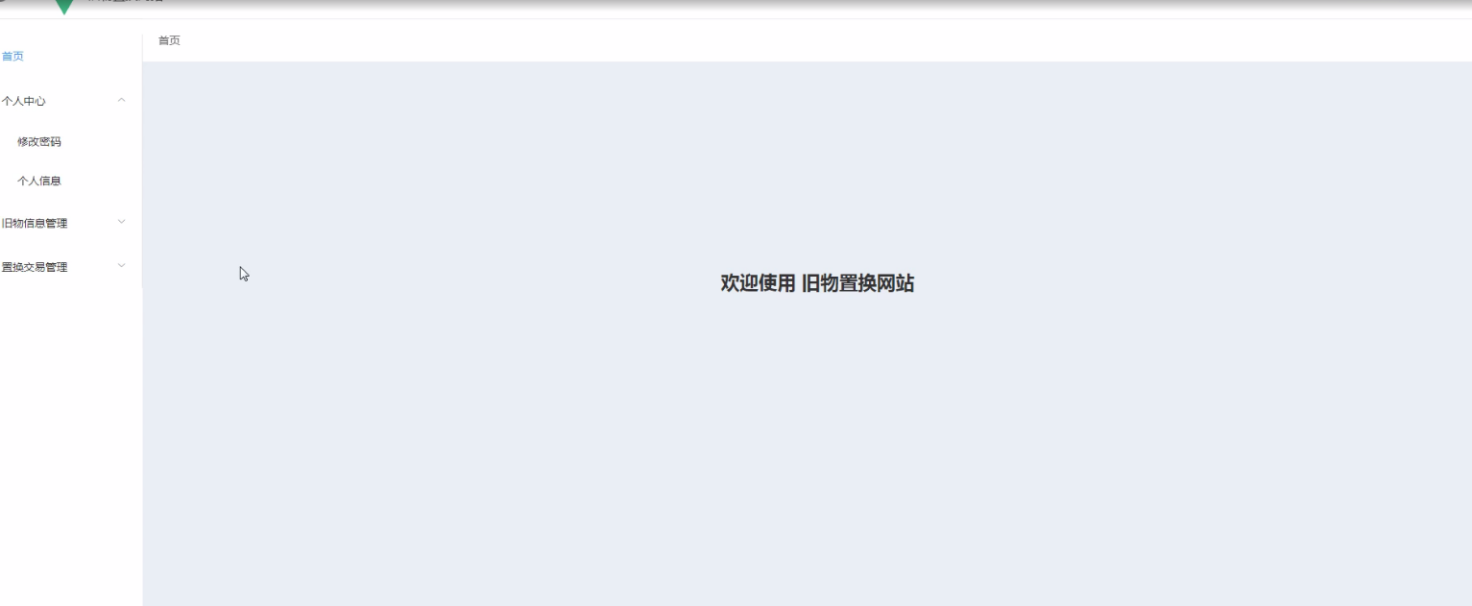 首页
首页
个人中心
修改密码
个人信息
旧物信息管理
置换交易管理
欢迎使用 旧物置换网站